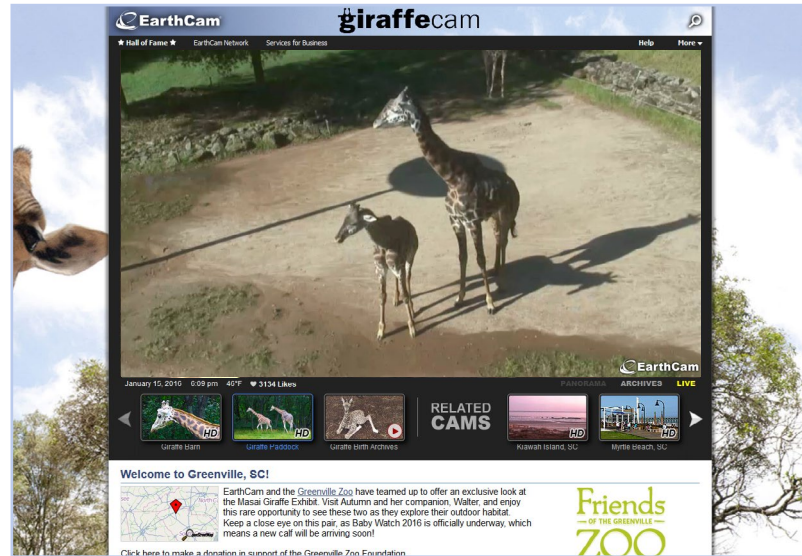 EarthCam
giraffecam
★ Hall of Fame ★ EarthCam Network Services for Business Help More
EarthCam
January 15, 2016 6:09 pm 46°F ♥ 3134 Likes PANORAMA ARCHIVES LIVE
HD HD HD HD
RELATED
CAMS
Giraffe Barn Giraffe Paddock Giraffe Birth Archives Kiawah Island, SC Myrtle Beach, SC
Welcome to Greenville, SC!
EarthCam and the Greenville Zoo have teamed up to offer an exclusive look at
the Masai Giraffe Exhibit. Visit Autumn and her companion, Walter, and enjoy
this rare opportunity to see these two as they explore their outdoor habitat.
Keep a close eye on this pair, as Baby Watch 2016 is officially underway, which
means a new calf will be arriving soon!
Click here to make a donation in support of the Greenville Zoo Foundation
Friends
OF THE GREENVILLE
ZOO